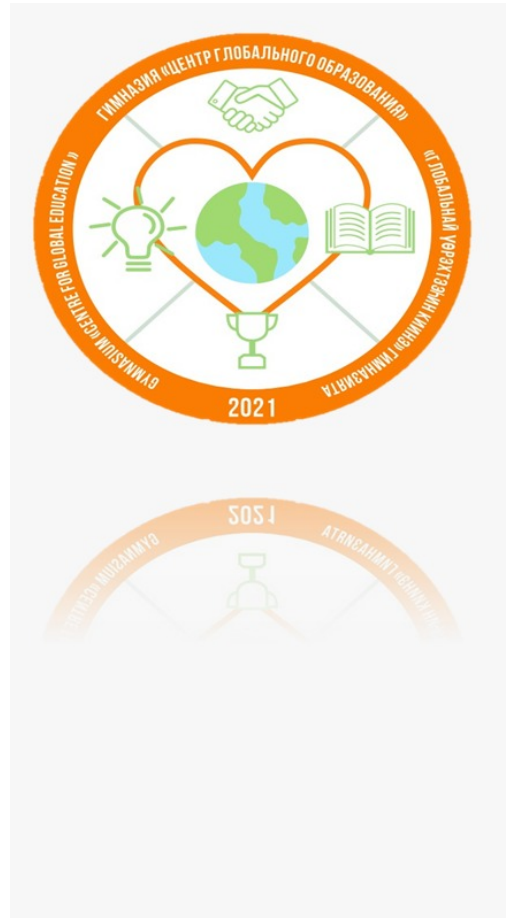 ГИМНАЗИЯ «ЦЕНТР ГЛОБАЛЬНОГО ОБРАЗОВАНИЯ»
«ГЛОБАЛЬНАЙ ҮӨРЭХТЭЭҺИН КИИНЭ» ГИМНАЗИЯТА
GYMNASIUM «CENTRE FOR GLOBAL EDUCATION»
2021